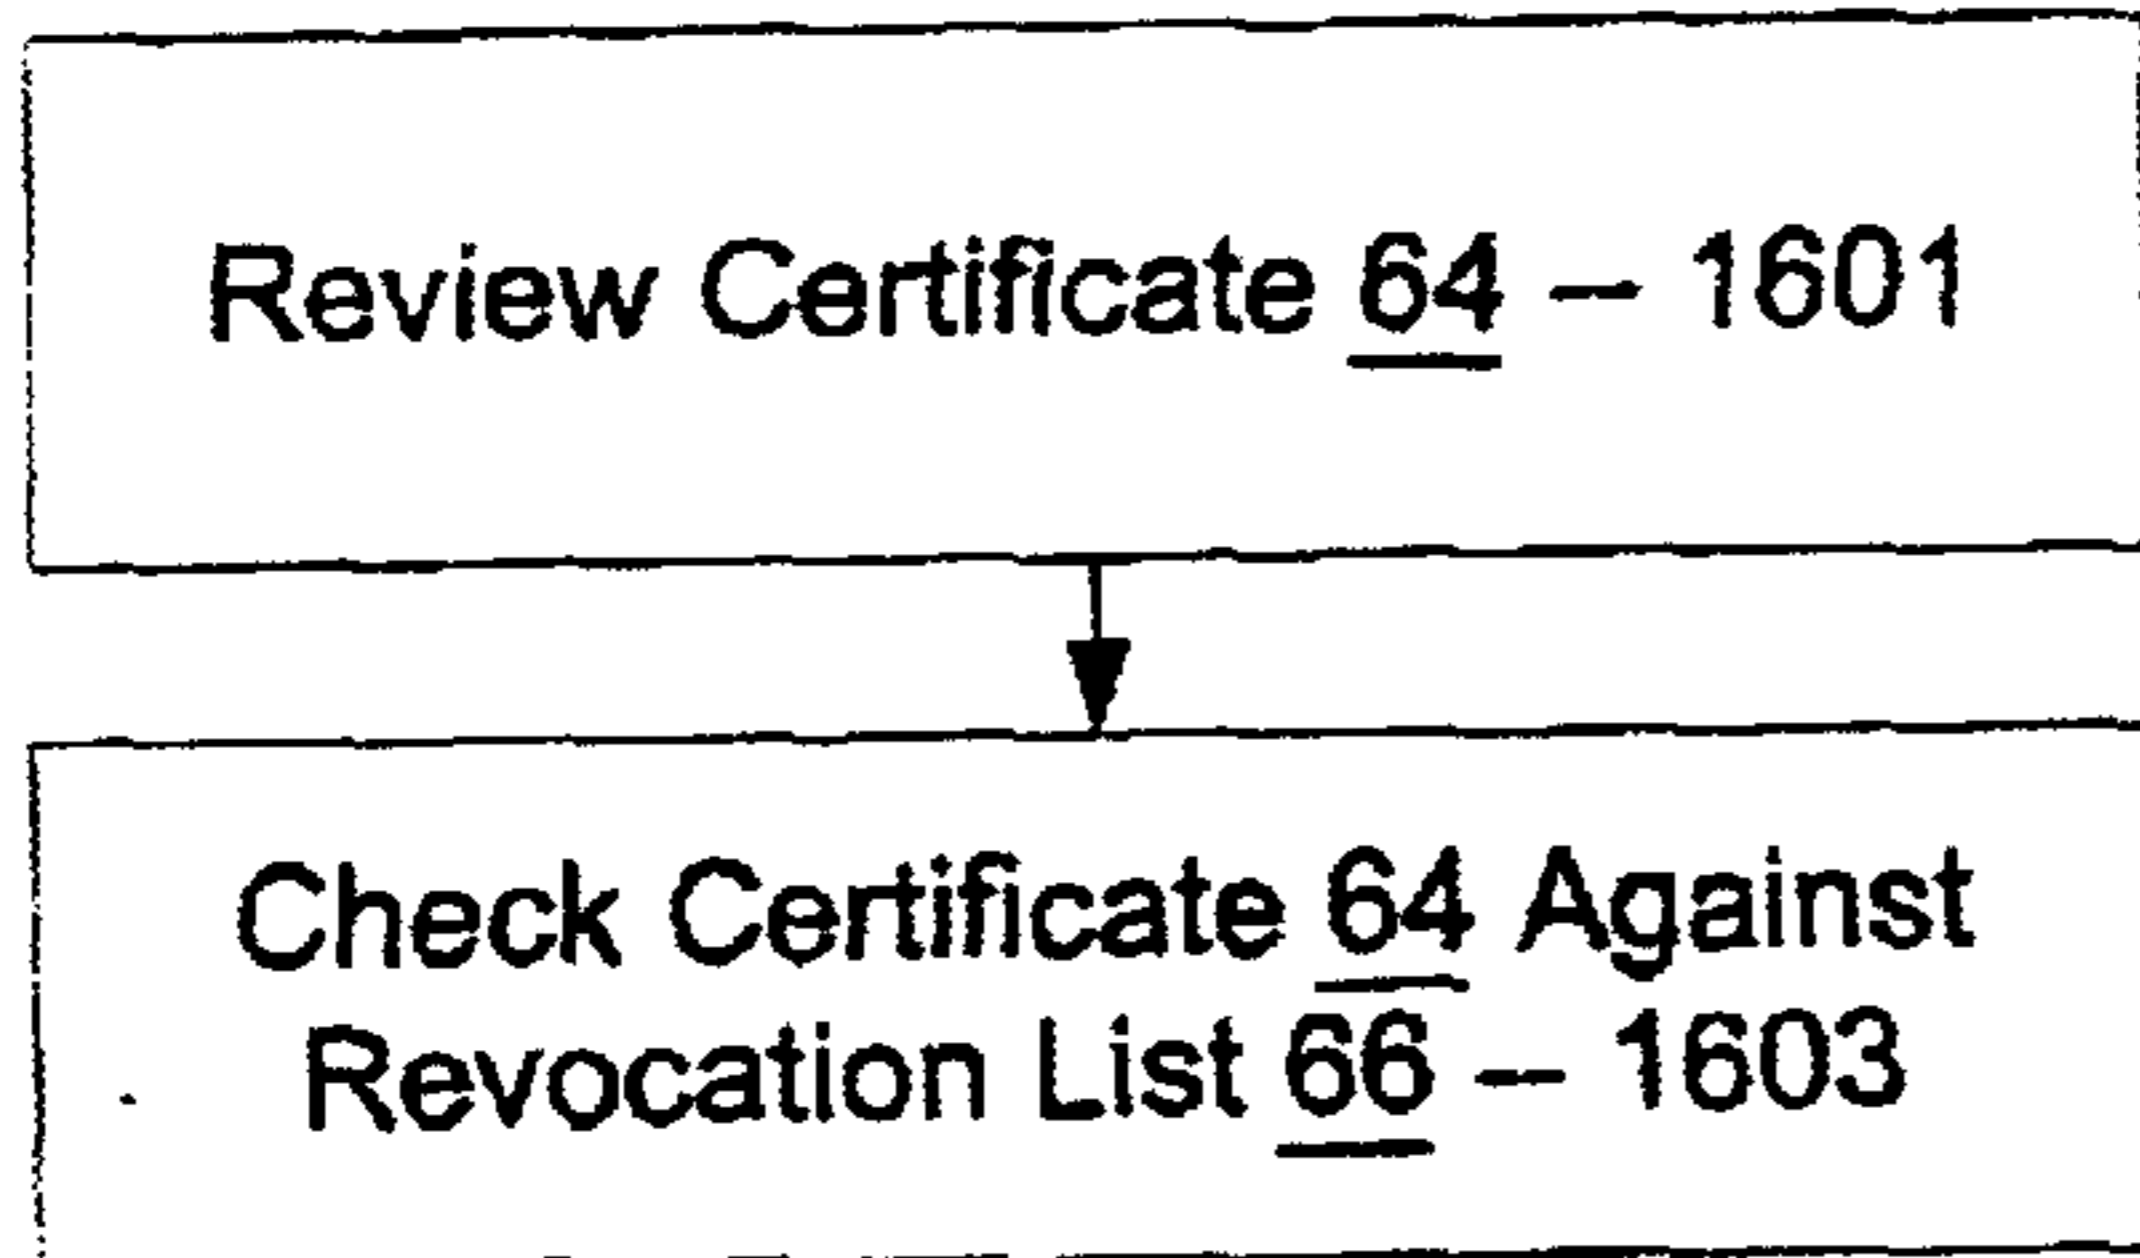 Review Certificate 64 – 1601
Check Certificate 64 Against
Revocation List 66 – 1603